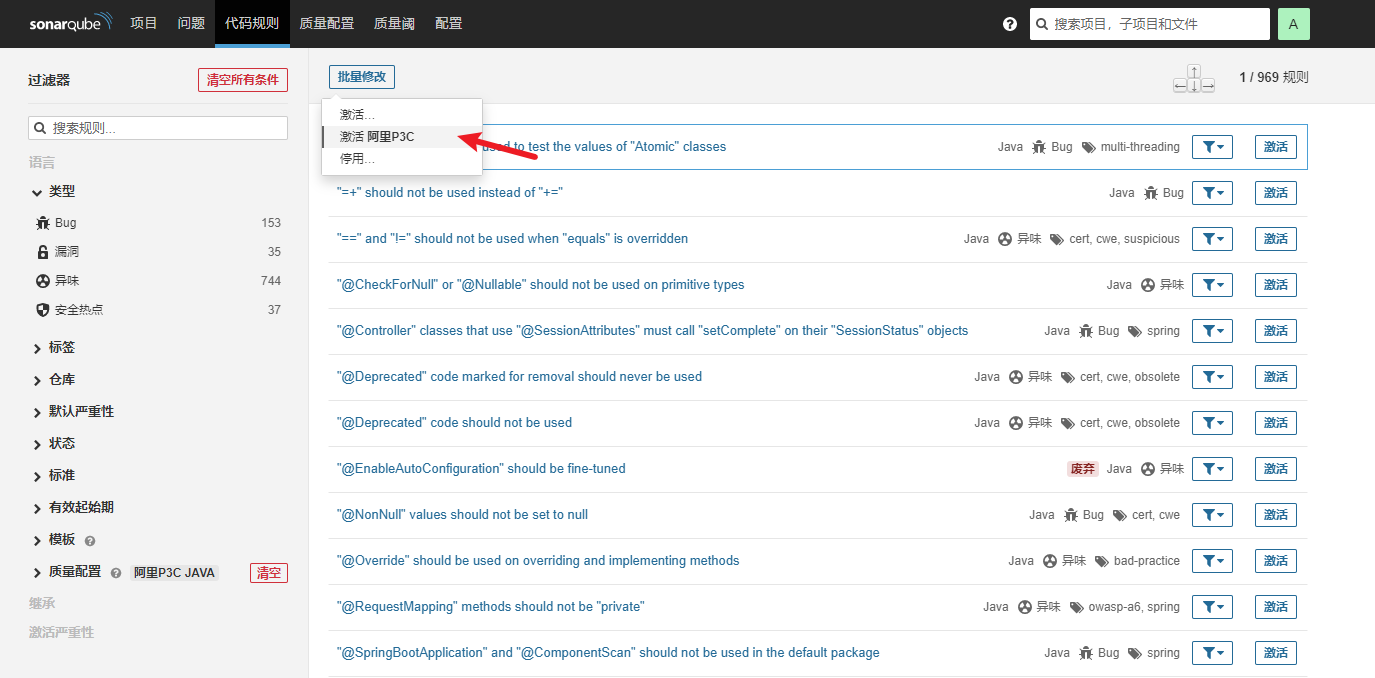 sonarqube 项目 问题 代码规则 质量配置 质量阈 配置 ? 搜索项目，子项目和文件 A
过滤器 清空所有条件
搜索规则...
语言
类型
Bug 153
漏洞 35
异味 744
安全热点 37
标签
仓库
默认严重性
状态
标准
有效起始期
模板 ?
质量配置 ? 阿里P3C JAVA 清空
继承
激活严重性
批量修改 1 / 969 规则
激活...
激活 阿里P3C
停用...
used to test the values of "Atomic" classes Java Bug multi-threading 激活
"=+" should not be used instead of "+=" Java Bug 激活
"==" and "!=" should not be used when "equals" is overridden Java 异味 cert, cwe, suspicious 激活
"@CheckForNull" or "@Nullable" should not be used on primitive types Java 异味 激活
"@Controller" classes that use "@SessionAttributes" must call "setComplete" on their "SessionStatus" objects Java Bug spring 激活
"@Deprecated" code marked for removal should never be used Java 异味 cert, cwe, obsolete 激活
"@Deprecated" code should not be used Java 异味 cert, cwe, obsolete 激活
"@EnableAutoConfiguration" should be fine-tuned 废弃 Java 异味 激活
"@NonNull" values should not be set to null Java Bug cert, cwe 激活
"@Override" should be used on overriding and implementing methods Java 异味 bad-practice 激活
"@RequestMapping" methods should not be "private" Java 异味 owasp-a6, spring 激活
"@SpringBootApplication" and "@ComponentScan" should not be used in the default package Java Bug spring 激活